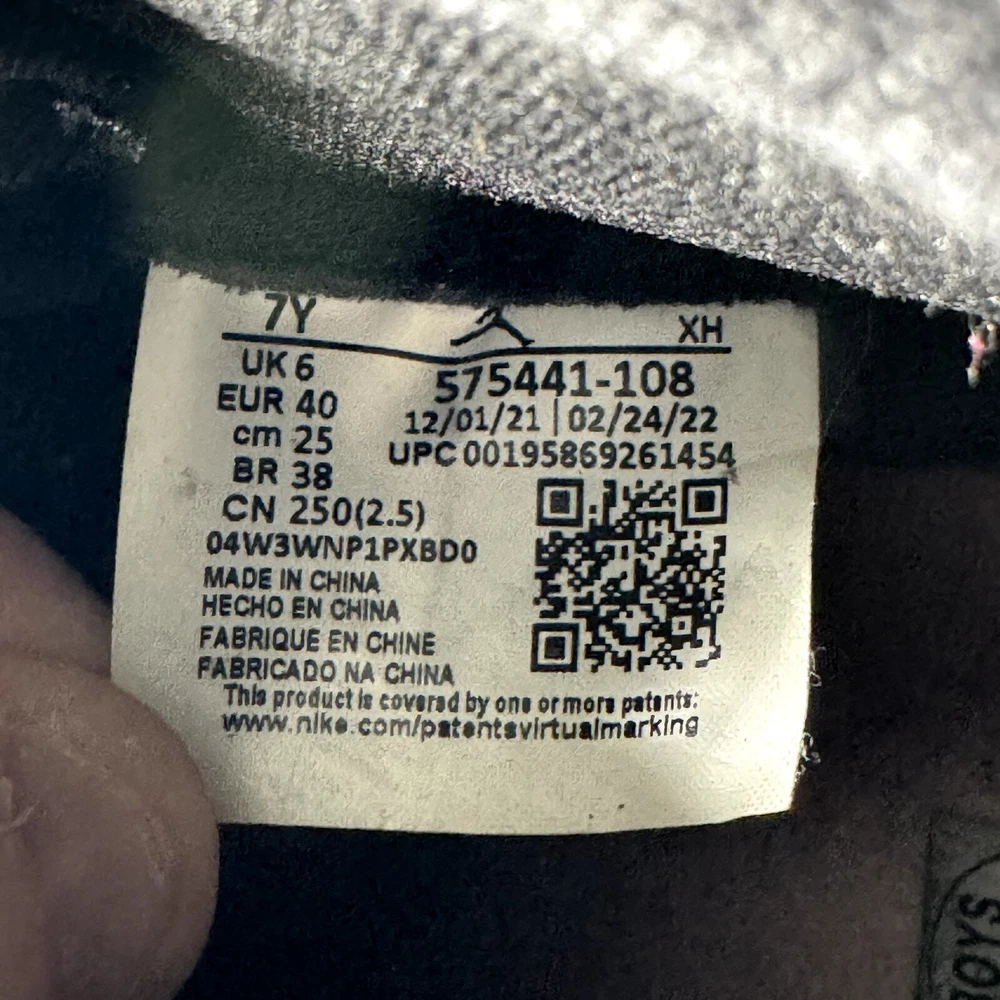 7Y XH
UK 6
EUR 40
cm 25
BR 38
CN 250(2.5)
575441-108
12/01/21 | 02/24/22
UPC 00195869261454
04W3WNP1PXBD0
MADE IN CHINA
HECHO EN CHINA
FABRIQUE EN CHINE
FABRICADO NA CHINA
This product is covered by one or more patents:
www.nike.com/patentsvirtualmarking